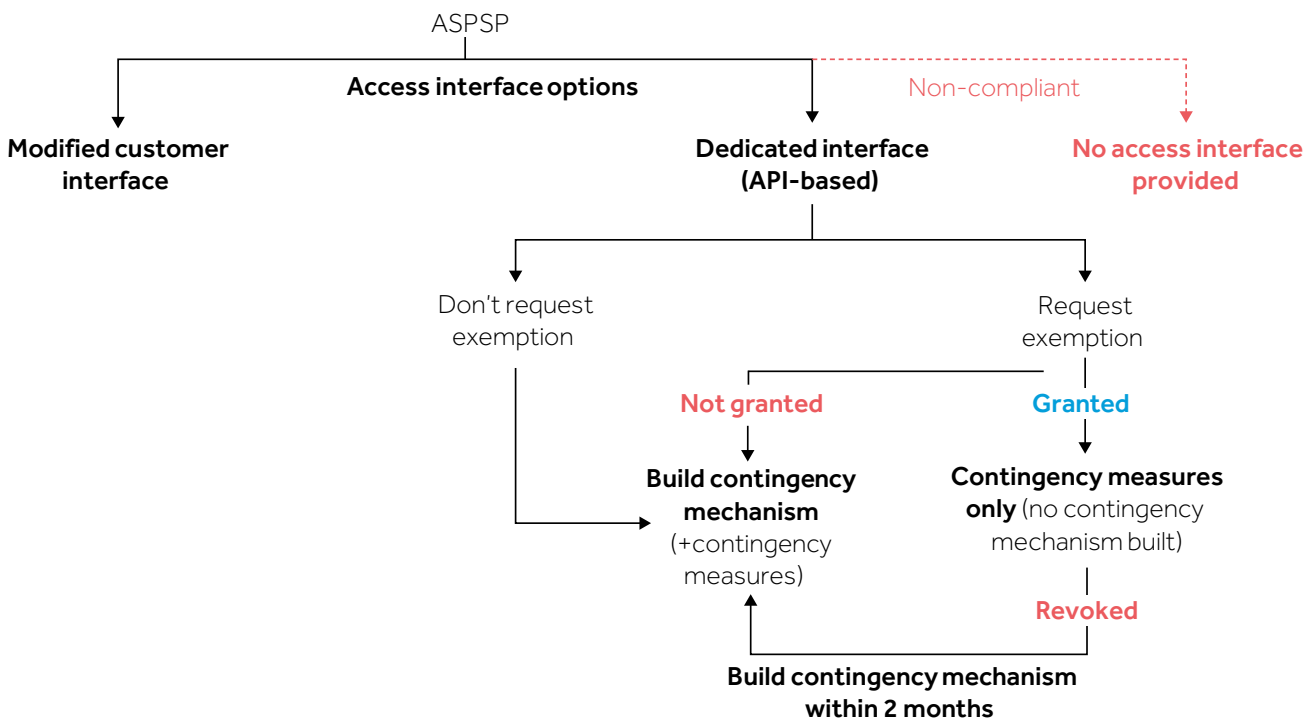 ASPSP
Access interface options
Non-compliant
Modified customer
interface
Dedicated interface
(API-based)
No access interface
provided
Don't request
exemption
Request
exemption
Not granted
Granted
Build contingency
mechanism
(+contingency
measures)
Contingency measures
only (no contingency
mechanism built)
Revoked
Build contingency mechanism
within 2 months